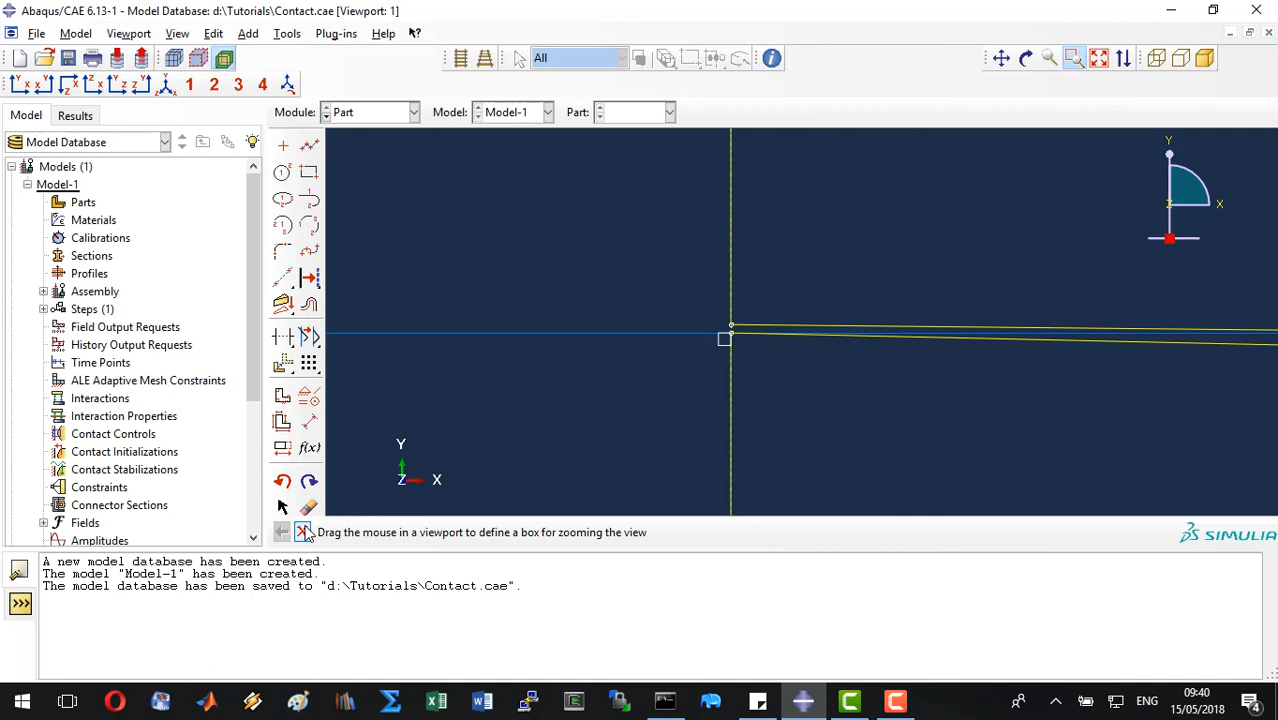 Abaqus/CAE 6.13-1 - Model Database: d:\Tutorials\Contact.cae [Viewport: 1]
File Model Viewport View Edit Add Tools Plug-ins Help
All
1 2 3 4
Model Results
Module: Part Model: Model-1 Part:
Model Database
Models (1)
Model-1
Parts
Materials
Calibrations
Sections
Profiles
Assembly
Steps (1)
Field Output Requests
History Output Requests
Time Points
ALE Adaptive Mesh Constraints
Interactions
Interaction Properties
Contact Controls
Contact Initializations
Contact Stabilizations
Constraints
Connector Sections
Fields
Amplitudes
f(x)
Y
Z X
Y
Z X
Drag the mouse in a viewport to define a box for zooming the view
SIMULIA
A new model database has been created.
The model "Model-1" has been created.
The model database has been saved to "d:\Tutorials\Contact.cae".
>>>
ENG
09:40
15/05/2018
4